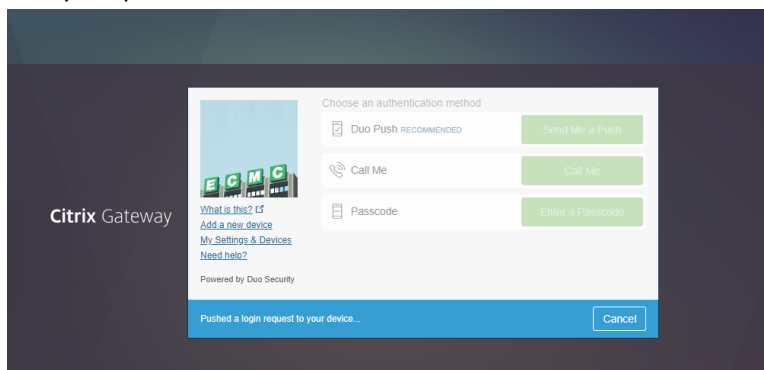 Choose an authentication method
Duo Push RECOMMENDED
Send Me a Push
Call Me
Call Me
Passcode
Enter a Passcode
ECMC
Citrix Gateway
What is this?
Add a new device
My Settings & Devices
Need help?
Powered by Duo Security
Pushed a login request to your device...
Cancel